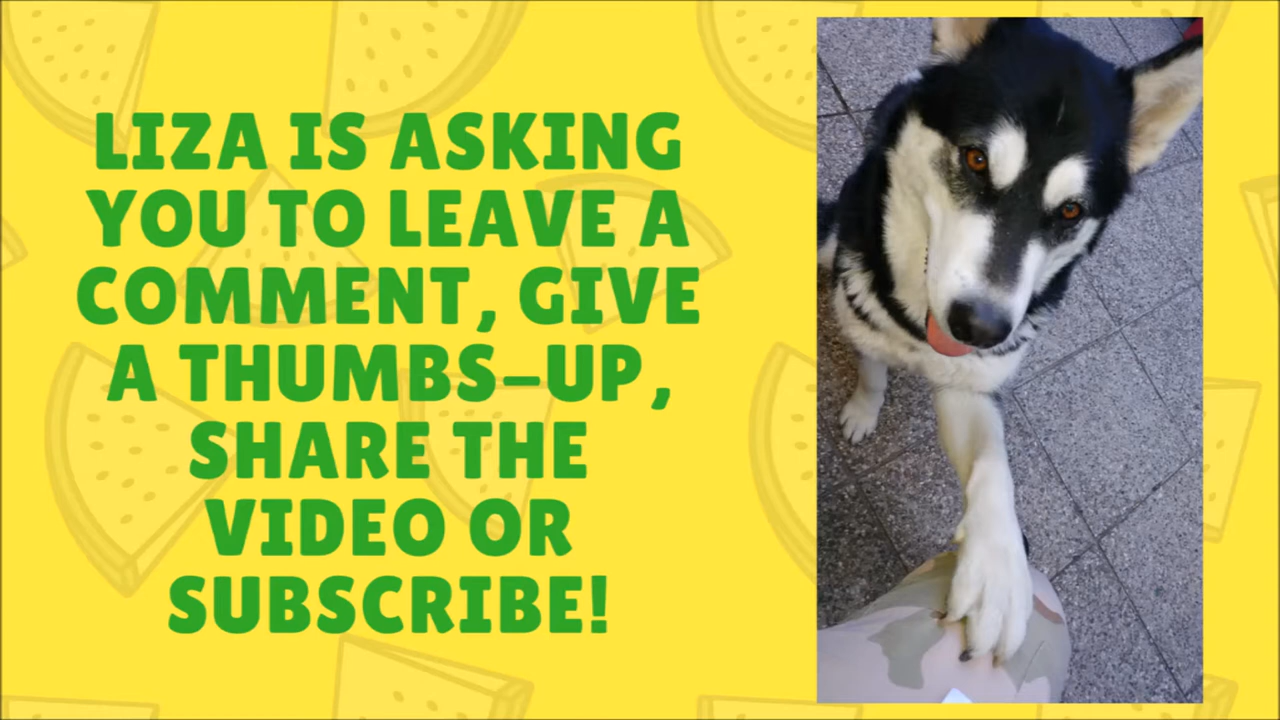 LIZA IS ASKING
YOU TO LEAVE A
COMMENT, GIVE
A THUMBS-UP,
SHARE THE
VIDEO OR
SUBSCRIBE!